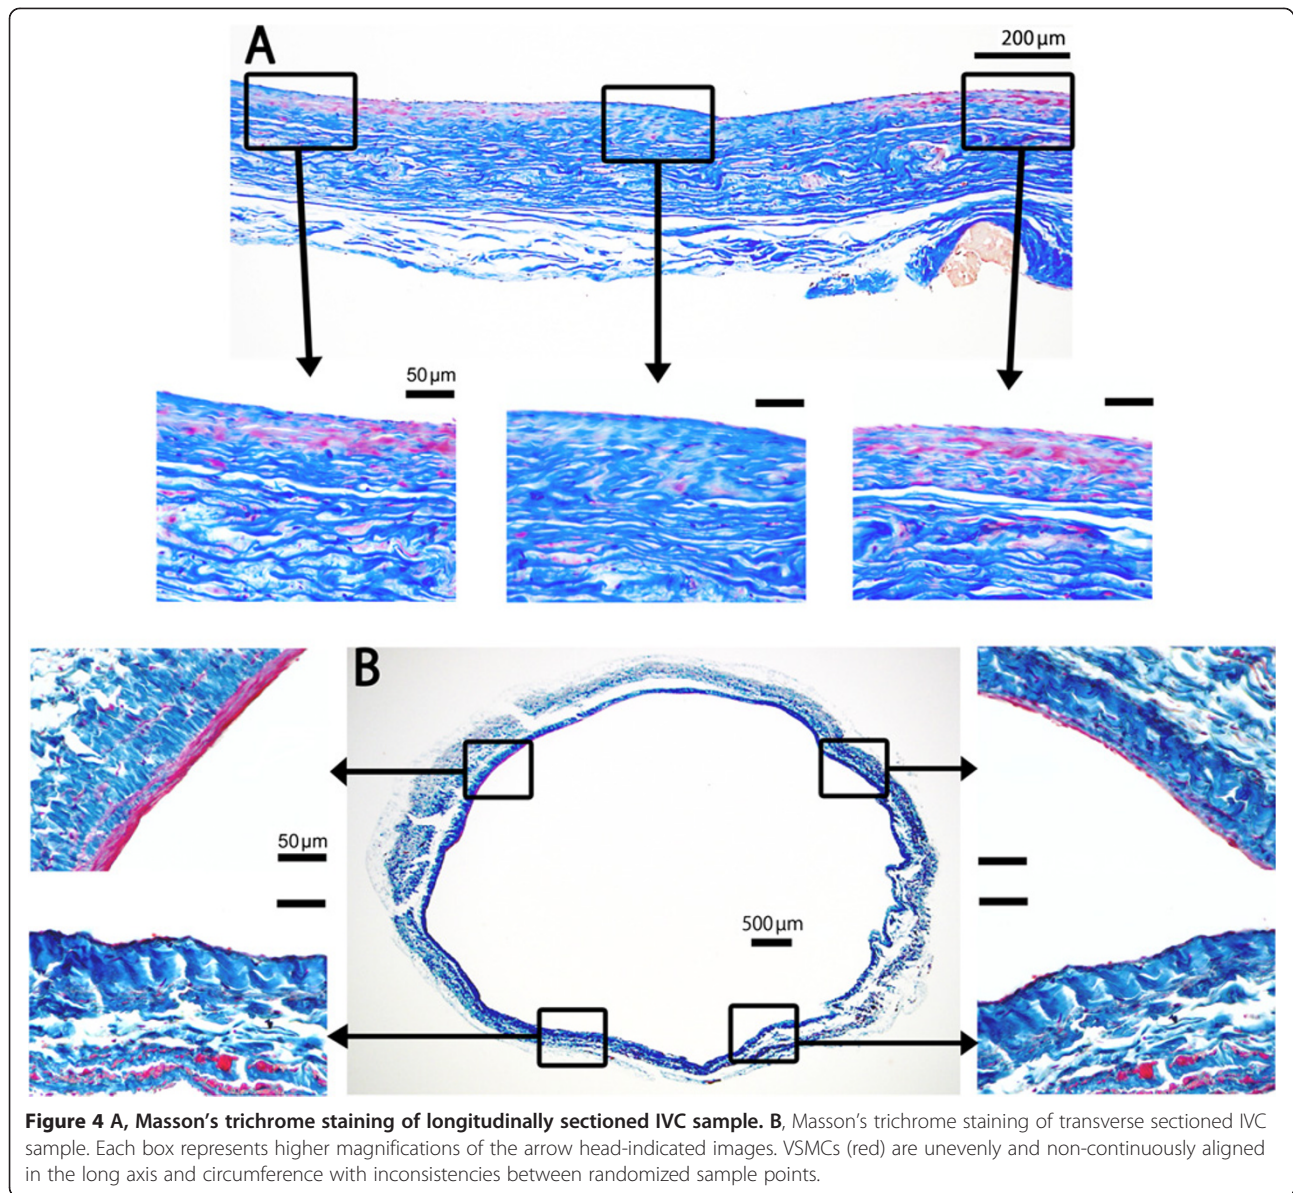 A
200 µm
50 µm
B
50 µm
500 µm
Figure 4 A, Masson's trichrome staining of longitudinally sectioned IVC sample. B, Masson's trichrome staining of transverse sectioned IVC
sample. Each box represents higher magnifications of the arrow head-indicated images. VSMCs (red) are unevenly and non-continuously aligned
in the long axis and circumference with inconsistencies between randomized sample points.